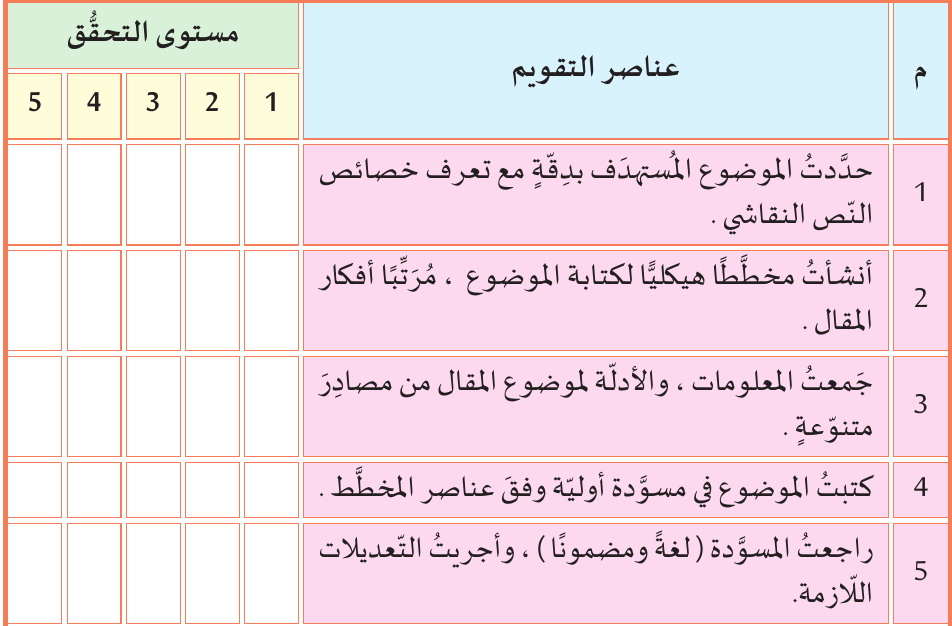 م
عناصر التقويم
مستوى التحقُّق
1 2 3 4 5
1
حدَّدتُ الموضوع المُستهدَف بدِقّةٍ مع تعرف خصائص
النّص النقاشي .
2
أنشأتُ مخطَّطًا هيكليًّا لكتابة الموضوع ، مُرَتِّبًا أفكار
المقال .
3
جَمعتُ المعلومات ، والأدلّة لموضوع المقال من مصادِرَ
متنوّعةٍ .
4
كتبتُ الموضوع في مسوَّدة أوليّة وفقَ عناصر المخطَّط .
5
راجعتُ المسوَّدة ( لغةً ومضمونًا ) ، وأجريتُ التّعديلات
اللّازمة.